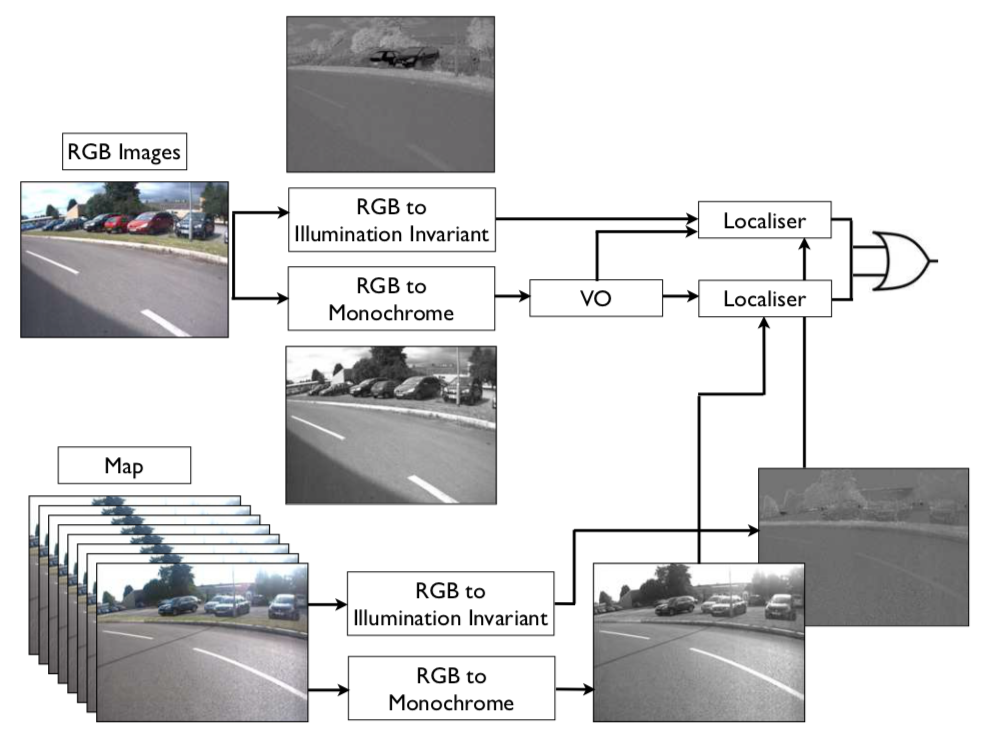 RGB Images
RGB to
Illumination Invariant
Localiser
RGB to
Monochrome
VO
Localiser
Map
RGB to
Illumination Invariant
RGB to
Monochrome